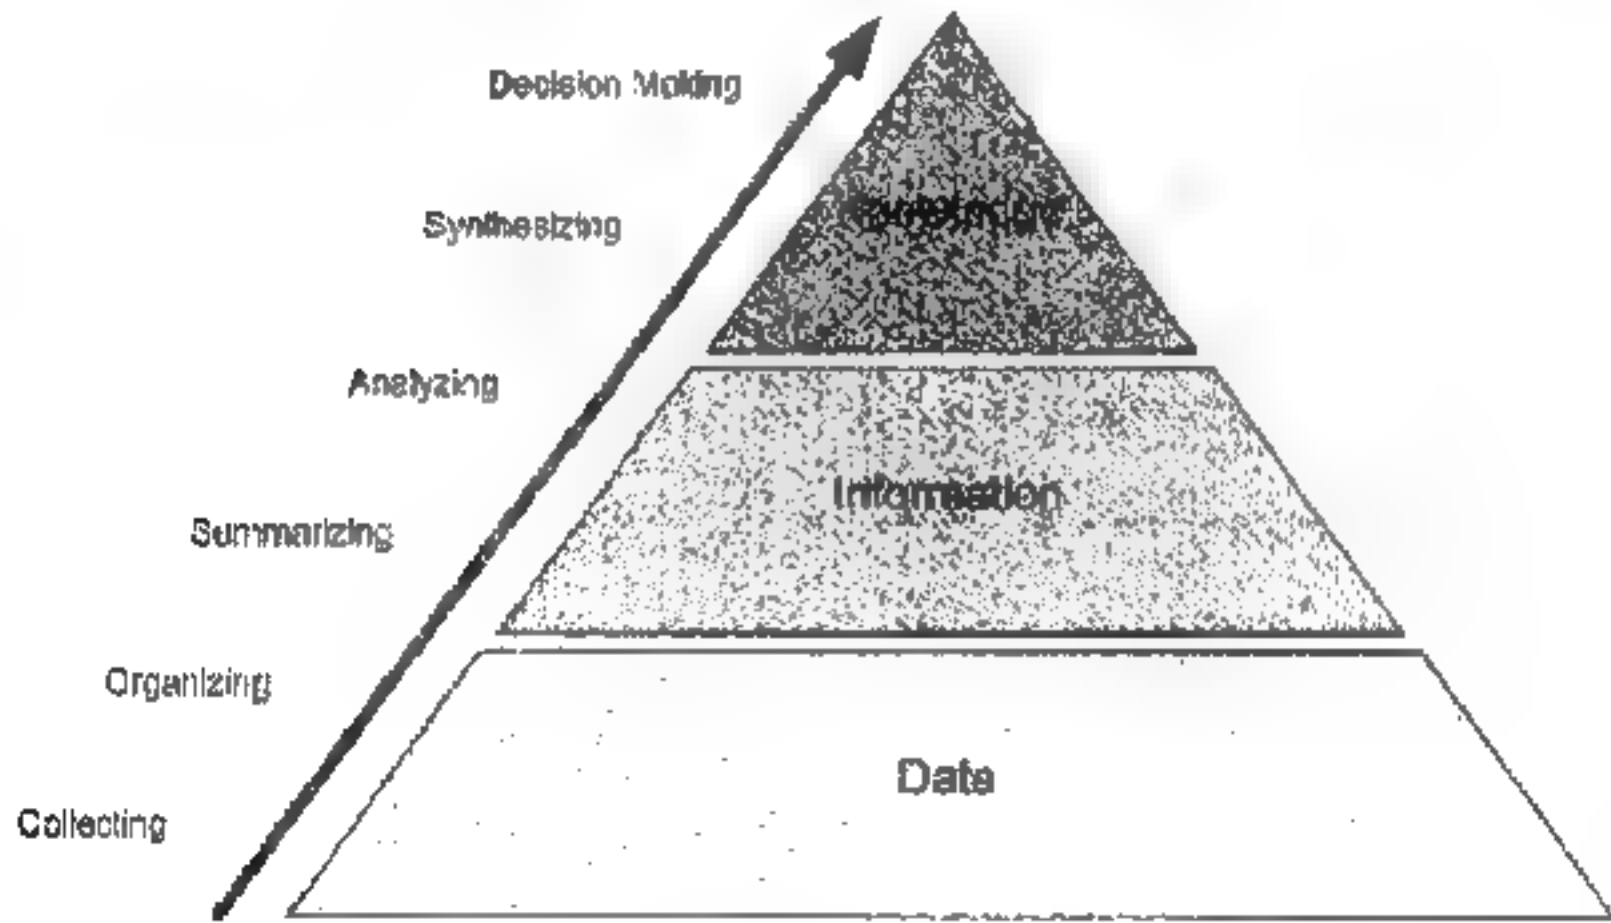 Decision Making
Synthesizing
Analyzing
Information
Summarizing
Organizing
Data
Collecting